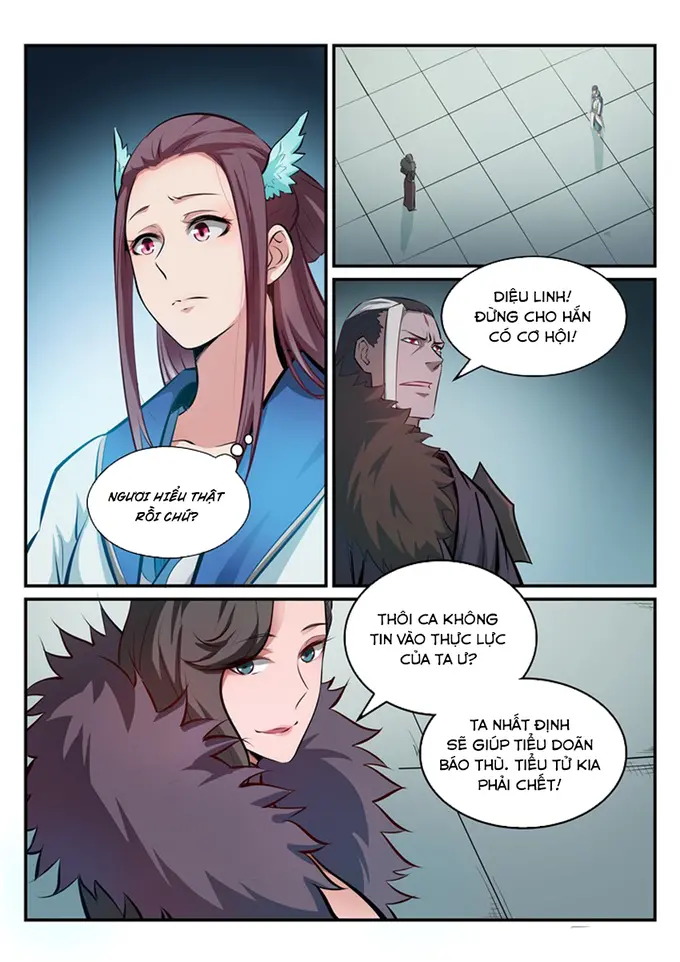 NGƯƠI HIỂU THẬT
RỒI CHỨ?
DIỆU LINH!
ĐỪNG CHO HẮN
CÓ CƠ HỘI!
THÔI CA KHÔNG
TIN VÀO THỰC LỰC
CỦA TA Ư?
TA NHẤT ĐỊNH
SẼ GIÚP TIỂU DOÃN
BÁO THÙ. TIỂU TỬ KIA
PHẢI CHẾT!